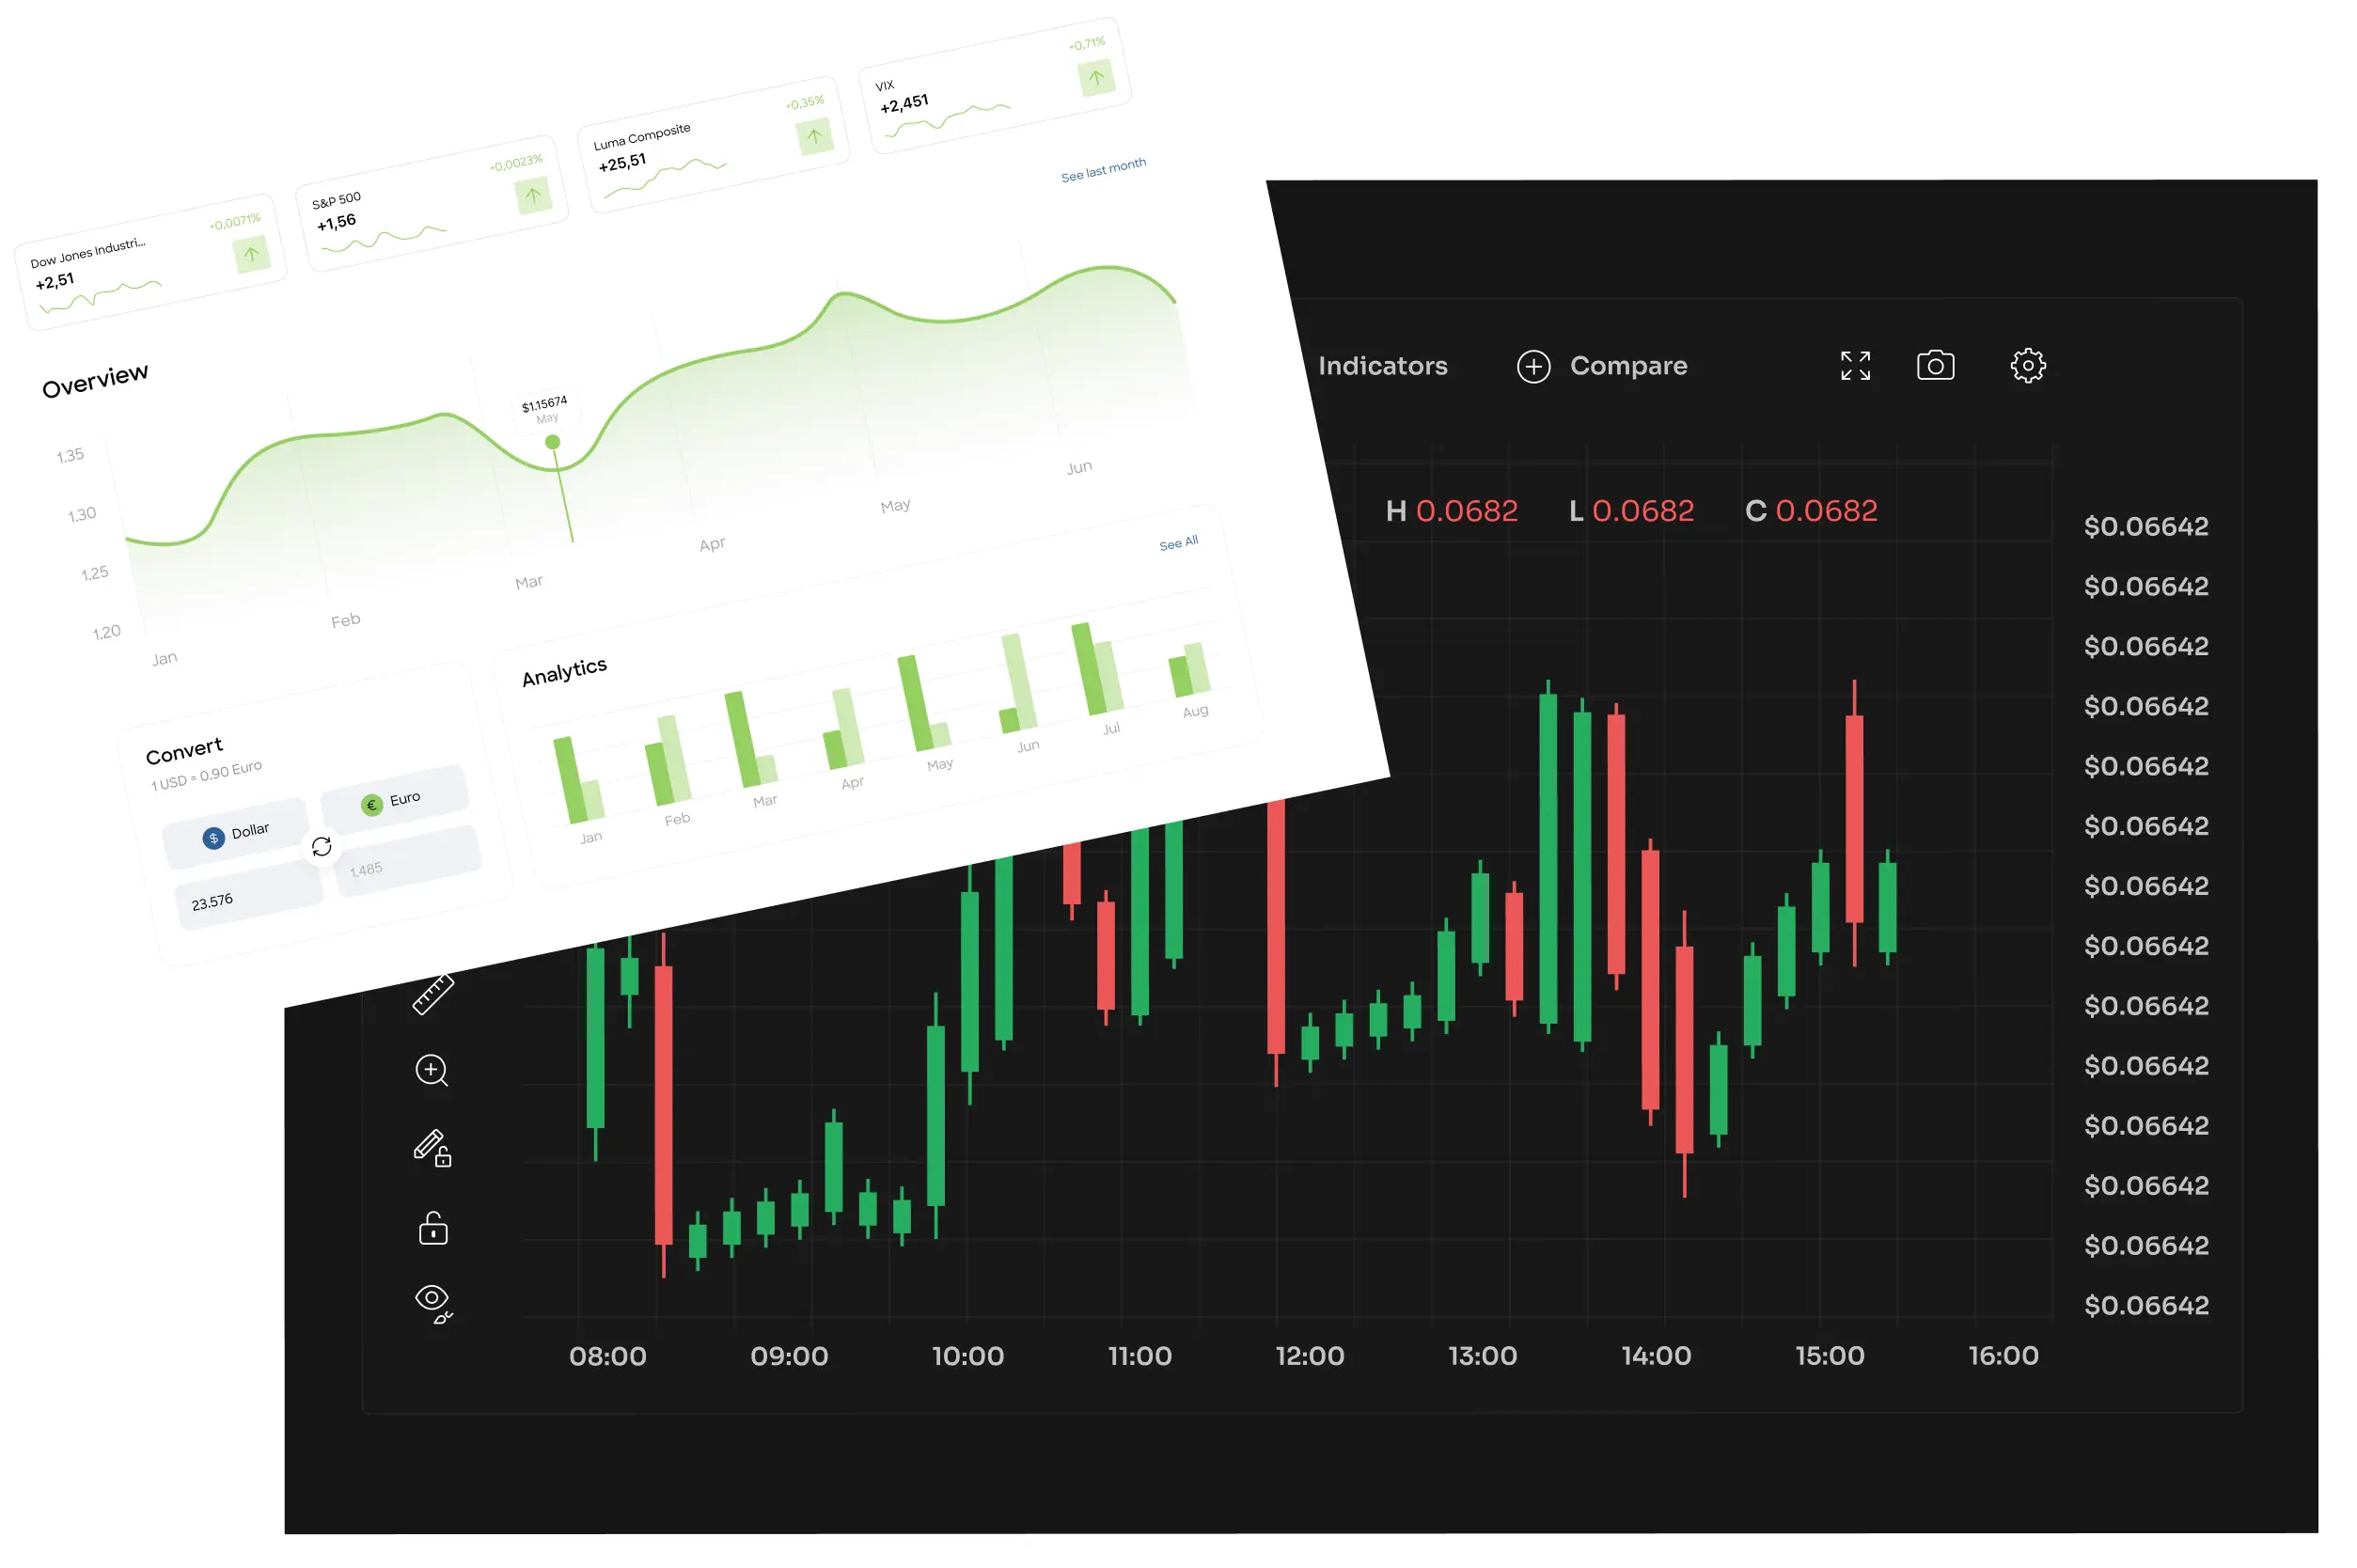 Dow Jones Industri...
+2,51
+0,0071%
S&P 500
+1,56
+0,0023%
Luma Composite
+25,51
+0,35%
VIX
+2,451
+0,71%
See last month
Overview
1.35
1.30
1.25
1.20
$1.15674
May
Jan
Feb
Mar
Apr
May
Jun
Convert
1 USD = 0.90 Euro
$ Dollar
€ Euro
23.576
1.485
Analytics
See All
Jan
Feb
Mar
Apr
May
Jun
Jul
Aug
Indicators
Compare
H 0.0682 L 0.0682 C 0.0682
$0.06642
$0.06642
$0.06642
$0.06642
$0.06642
$0.06642
$0.06642
$0.06642
$0.06642
$0.06642
$0.06642
$0.06642
$0.06642
$0.06642
08:00 09:00 10:00 11:00 12:00 13:00 14:00 15:00 16:00